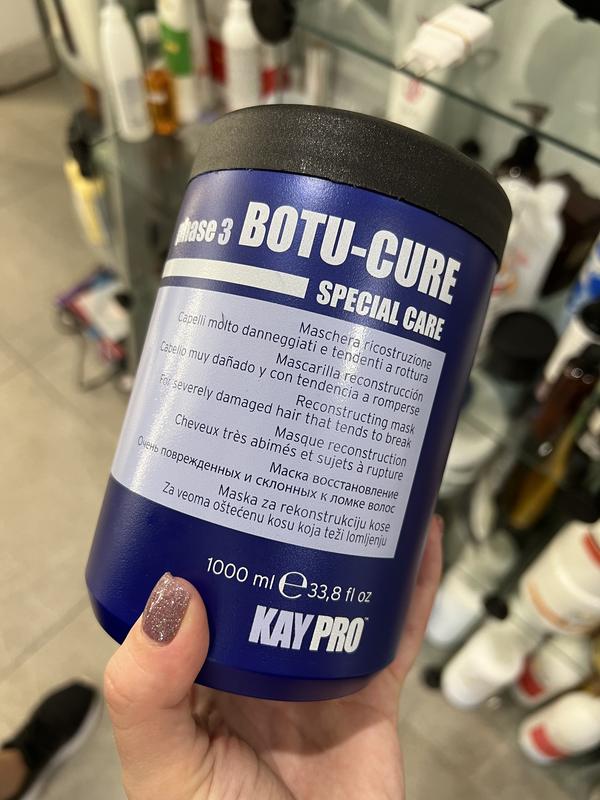 phase 3 BOTU-CURE
SPECIAL CARE
Maschera ricostruzione
Capelli molto danneggiati e tendenti a rottura
Mascarilla reconstrucción
Cabello muy dañado y con tendencia a romperse
Reconstructing mask
For severely damaged hair that tends to break
Masque reconstruction
Cheveux très abimés et sujets à rupture
Маска восстановление
Очень поврежденных и склонных к ломке волос
Maska za rekonstrukciju kose
Za veoma oštećenu kosu koja teži lomljenju
1000 ml ℮ 33,8 fl oz
KAYPRO™